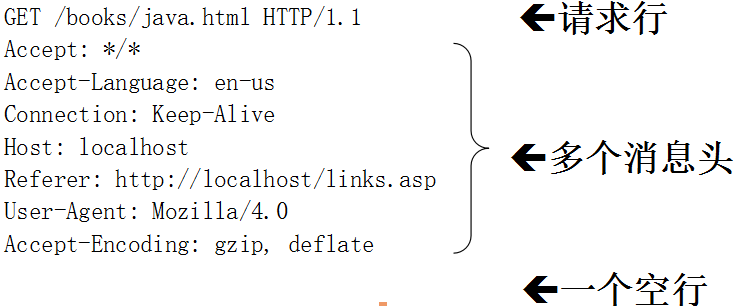 GET /books/java.html HTTP/1.1 ←请求行
Accept: */*
Accept-Language: en-us
Connection: Keep-Alive
Host: localhost
←多个消息头
Referer: http://localhost/links.asp
User-Agent: Mozilla/4.0
Accept-Encoding: gzip, deflate
←一个空行